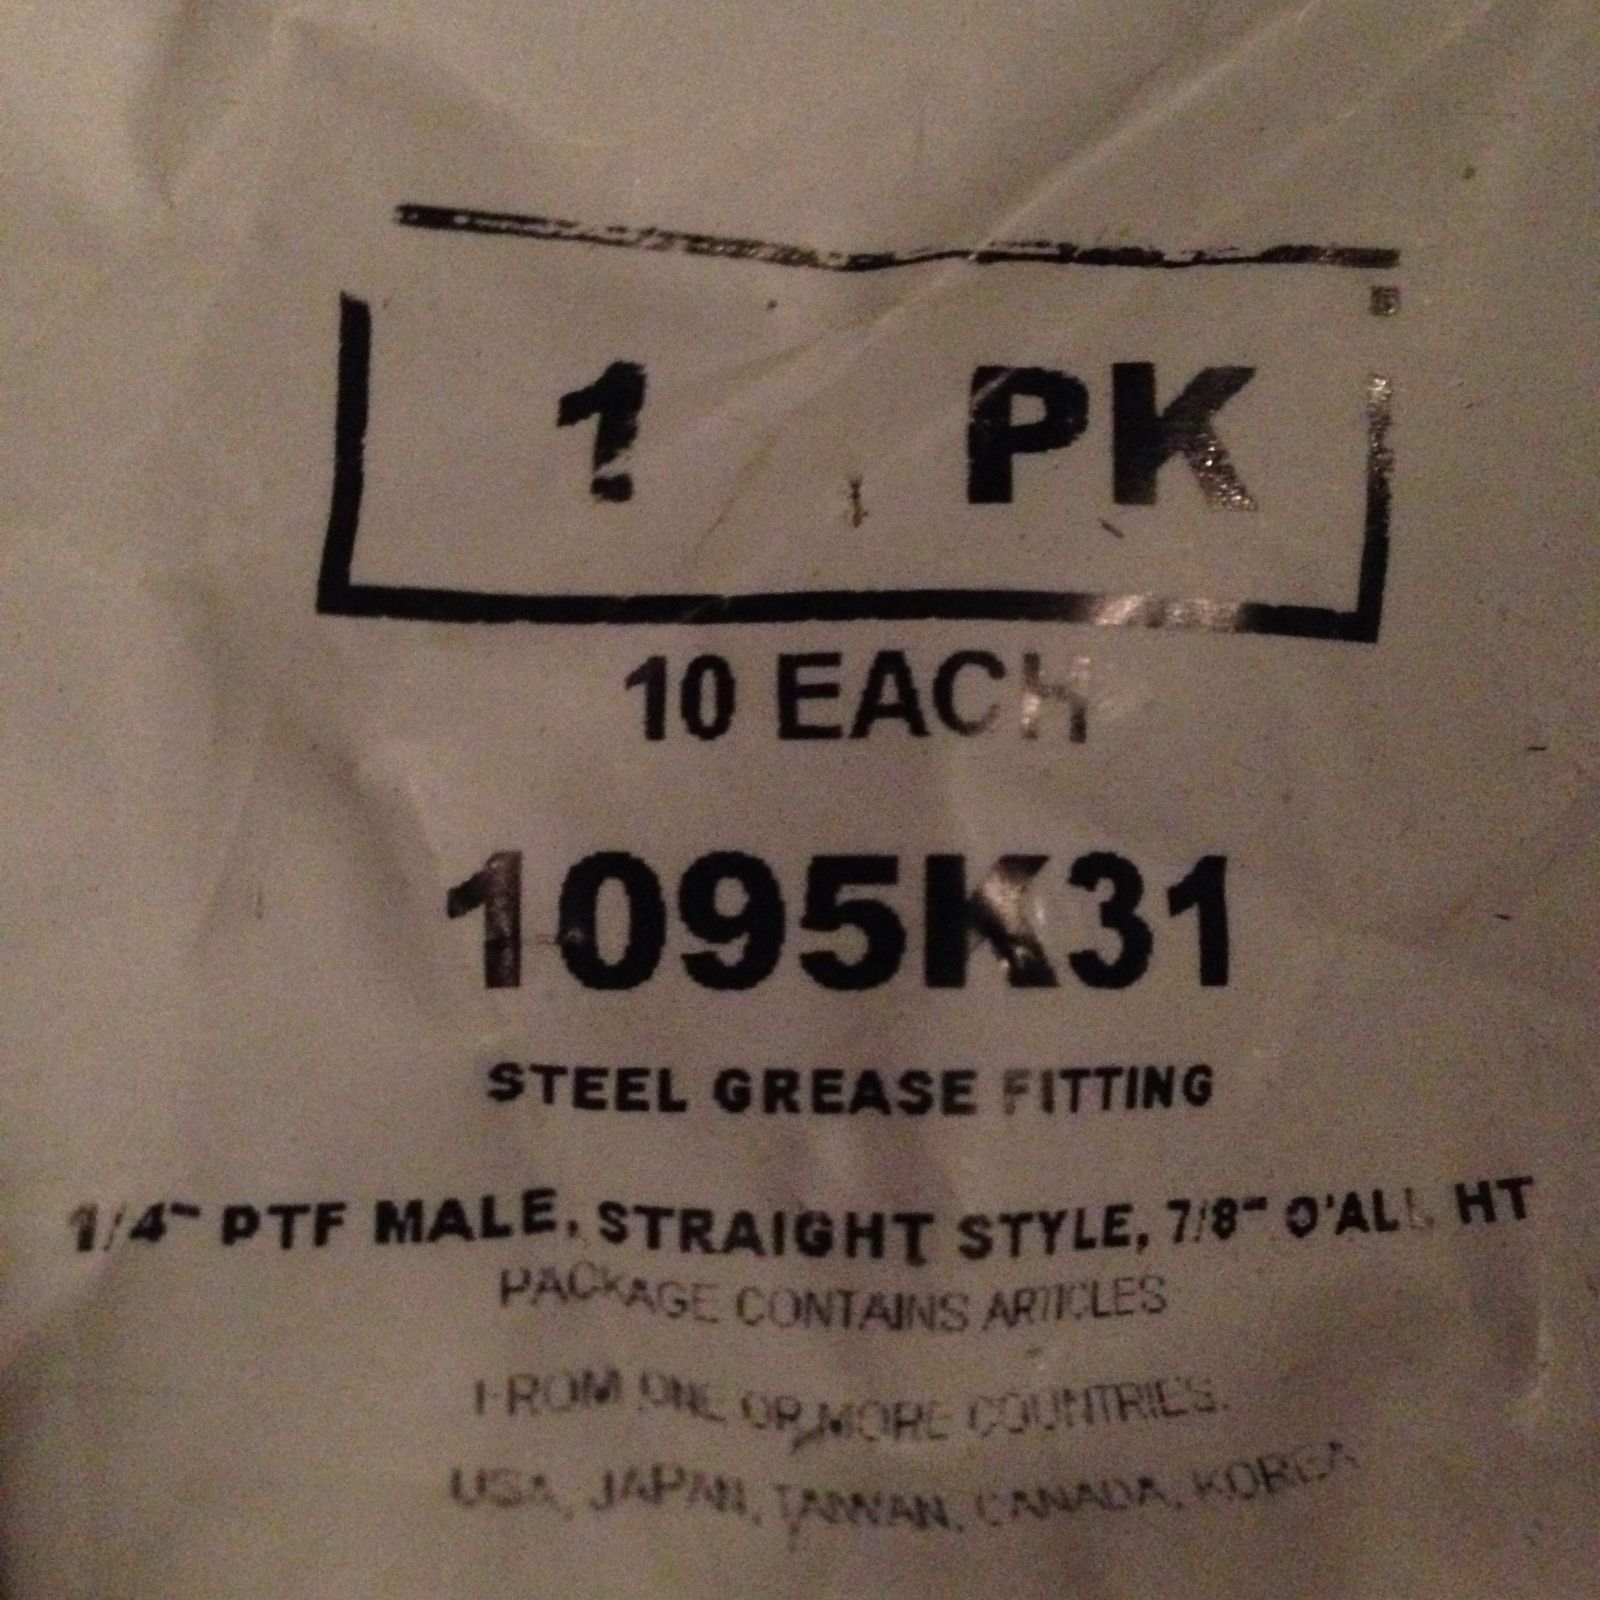 1 PK
10 EACH
1095K31
STEEL GREASE FITTING
1/4" PTF MALE, STRAIGHT STYLE, 7/8" O'ALL HT
PACKAGE CONTAINS ARTICLES
FROM ONE OR MORE COUNTRIES.
USA, JAPAN, TAIWAN, CANADA, KOREA